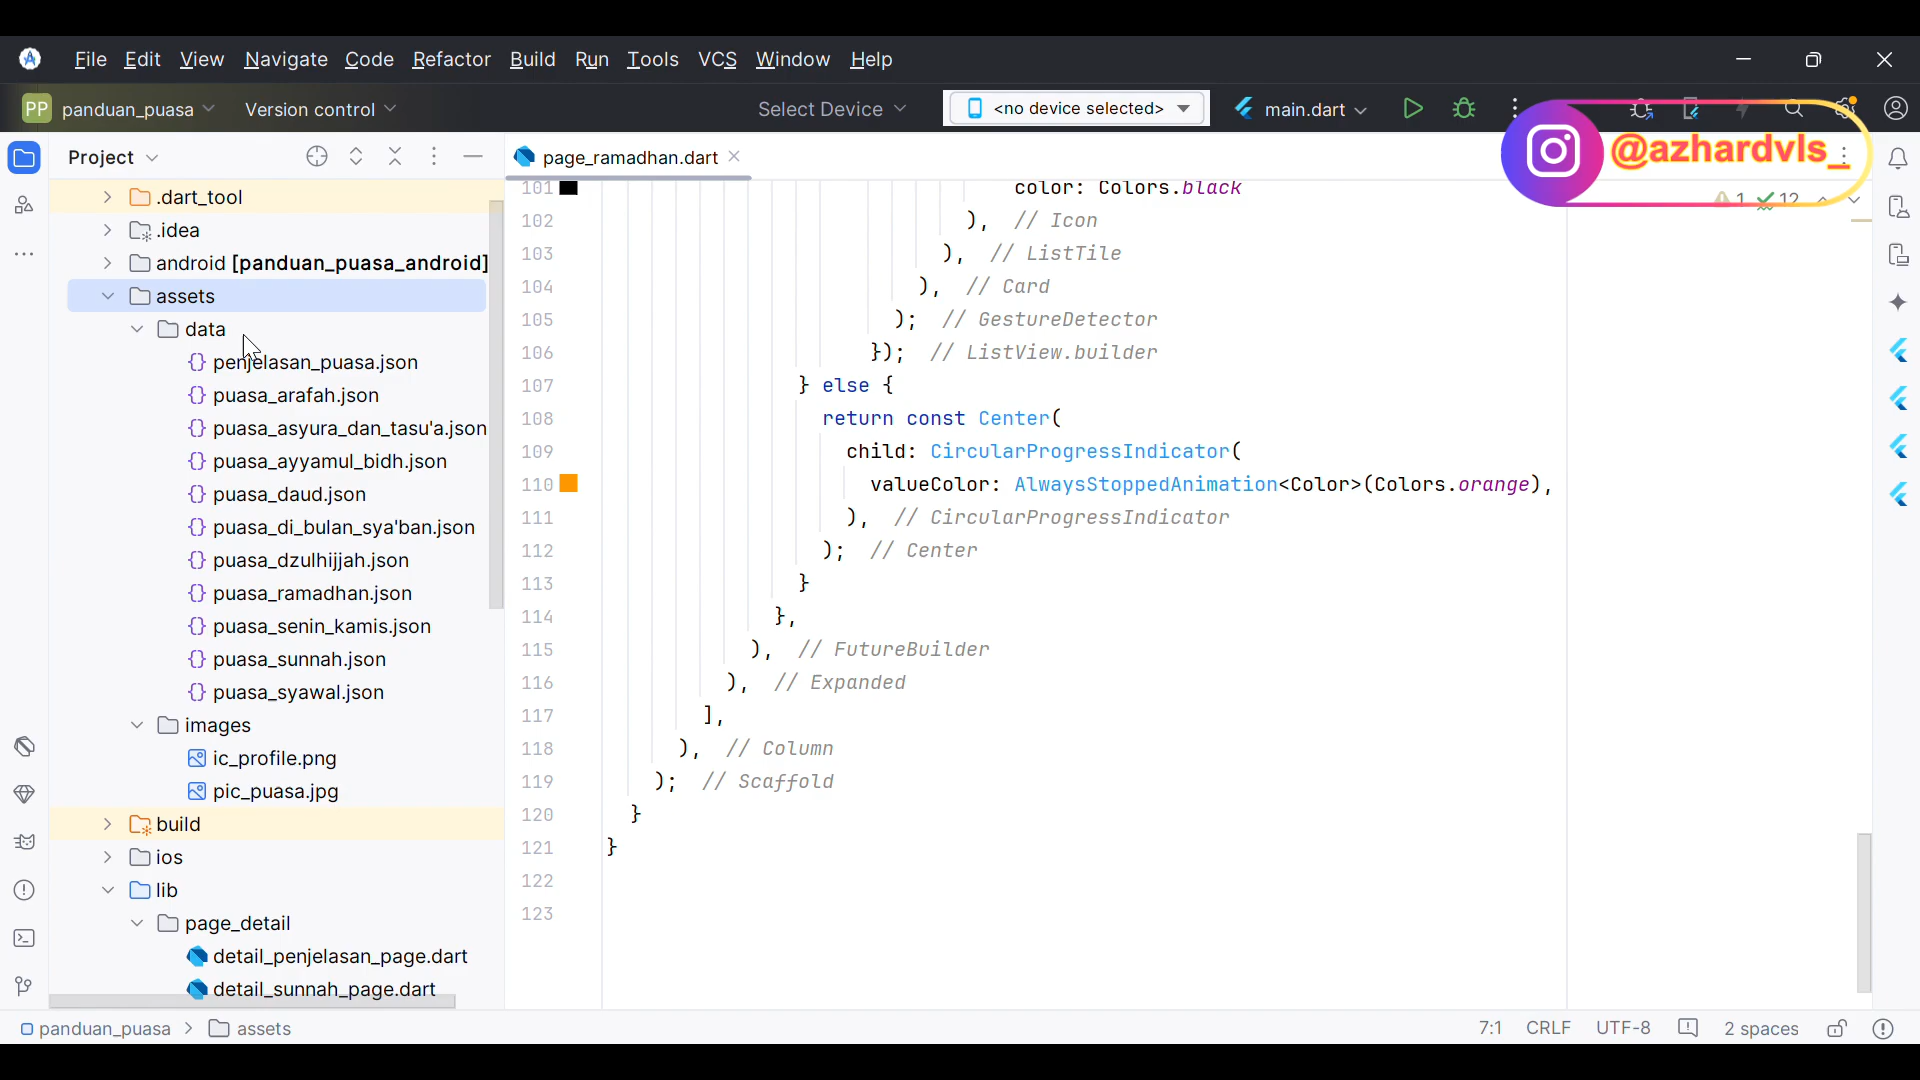 File Edit View Navigate Code Refactor Build Run Tools VCS Window Help
PP panduan_puasa Version control Select Device <no device selected> main.dart
@azhardvls_
Project
page_ramadhan.dart
1 12
.dart_tool
.idea
android [panduan_puasa_android]
assets
data
penjelasan_puasa.json
puasa_arafah.json
puasa_asyura_dan_tasu'a.json
puasa_ayyamul_bidh.json
puasa_daud.json
puasa_di_bulan_sya'ban.json
puasa_dzulhijjah.json
puasa_ramadhan.json
puasa_senin_kamis.json
puasa_sunnah.json
puasa_syawal.json
images
ic_profile.png
pic_puasa.jpg
build
ios
lib
page_detail
detail_penjelasan_page.dart
detail_sunnah_page.dart
101 color: Colors.black
102 ), // Icon
103 ), // ListTile
104 ), // Card
105 ); // GestureDetector
106 }); // ListView.builder
107 } else {
108 return const Center(
109 child: CircularProgressIndicator(
110 valueColor: AlwaysStoppedAnimation<Color>(Colors.orange),
111 ), // CircularProgressIndicator
112 ); // Center
113 }
114 },
115 ), // FutureBuilder
116 ), // Expanded
117 ],
118 ), // Column
119 ); // Scaffold
120 }
121 }
122
123
panduan_puasa > assets
7:1 CRLF UTF-8 2 spaces